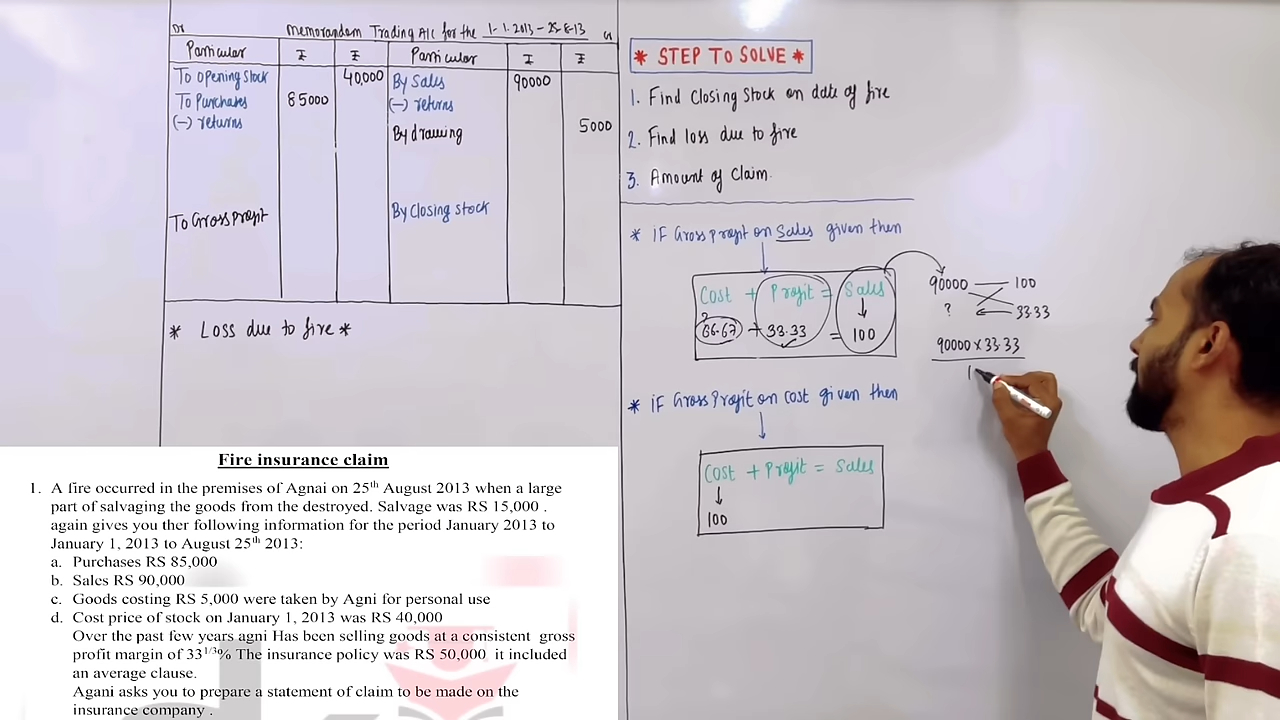 Dr Memorandam Trading A/c for the 1-1.2013-25-8-13 Cr
Particular ₹ ₹ Particular ₹ ₹
To opening stock 40,000 By Sales 90000
To Purchases 85000 (-) returns
(-) returns By drawing 5000
To Gross profit By Closing stock
* Loss due to fire *
* STEP TO SOLVE *
1. Find Closing Stock on date of fire
2. Find loss due to fire
3. Amount of Claim.
* IF Gross profit on Sales given then
Cost + Profit = Sales
?
66.67 + 33.33 = 100
90000 100
? 33.33
90000 x 33.33
1
* IF Gross Profit on cost given then
Cost + Profit = Sales
100
Fire insurance claim
1. A fire occurred in the premises of Agnai on 25th August 2013 when a large
part of salvaging the goods from the destroyed. Salvage was RS 15,000 .
again gives you ther following information for the period January 2013 to
January 1, 2013 to August 25th 2013:
a. Purchases RS 85,000
b. Sales RS 90,000
c. Goods costing RS 5,000 were taken by Agni for personal use
d. Cost price of stock on January 1, 2013 was RS 40,000
Over the past few years agni Has been selling goods at a consistent gross
profit margin of 33 1/3% The insurance policy was RS 50,000 it included
an average clause.
Agani asks you to prepare a statement of claim to be made on the
insurance company .